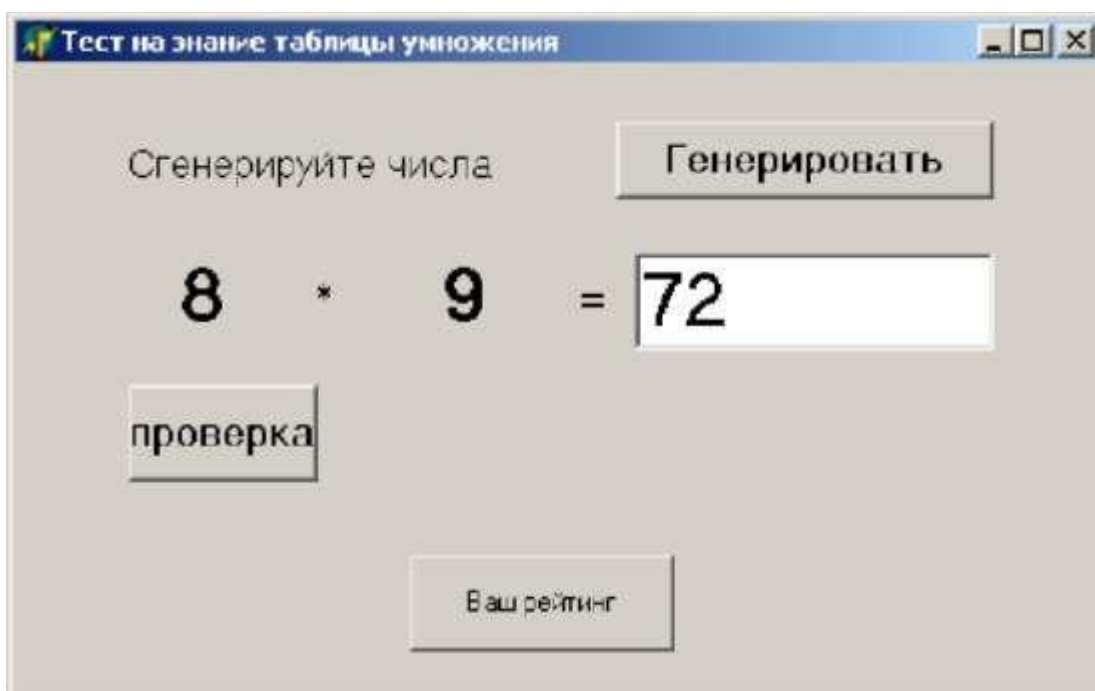 Тест на знание таблицы умножения
Сгенерируйте числа Генерировать
8 * 9 = 72
проверка
Ваш рейтинг